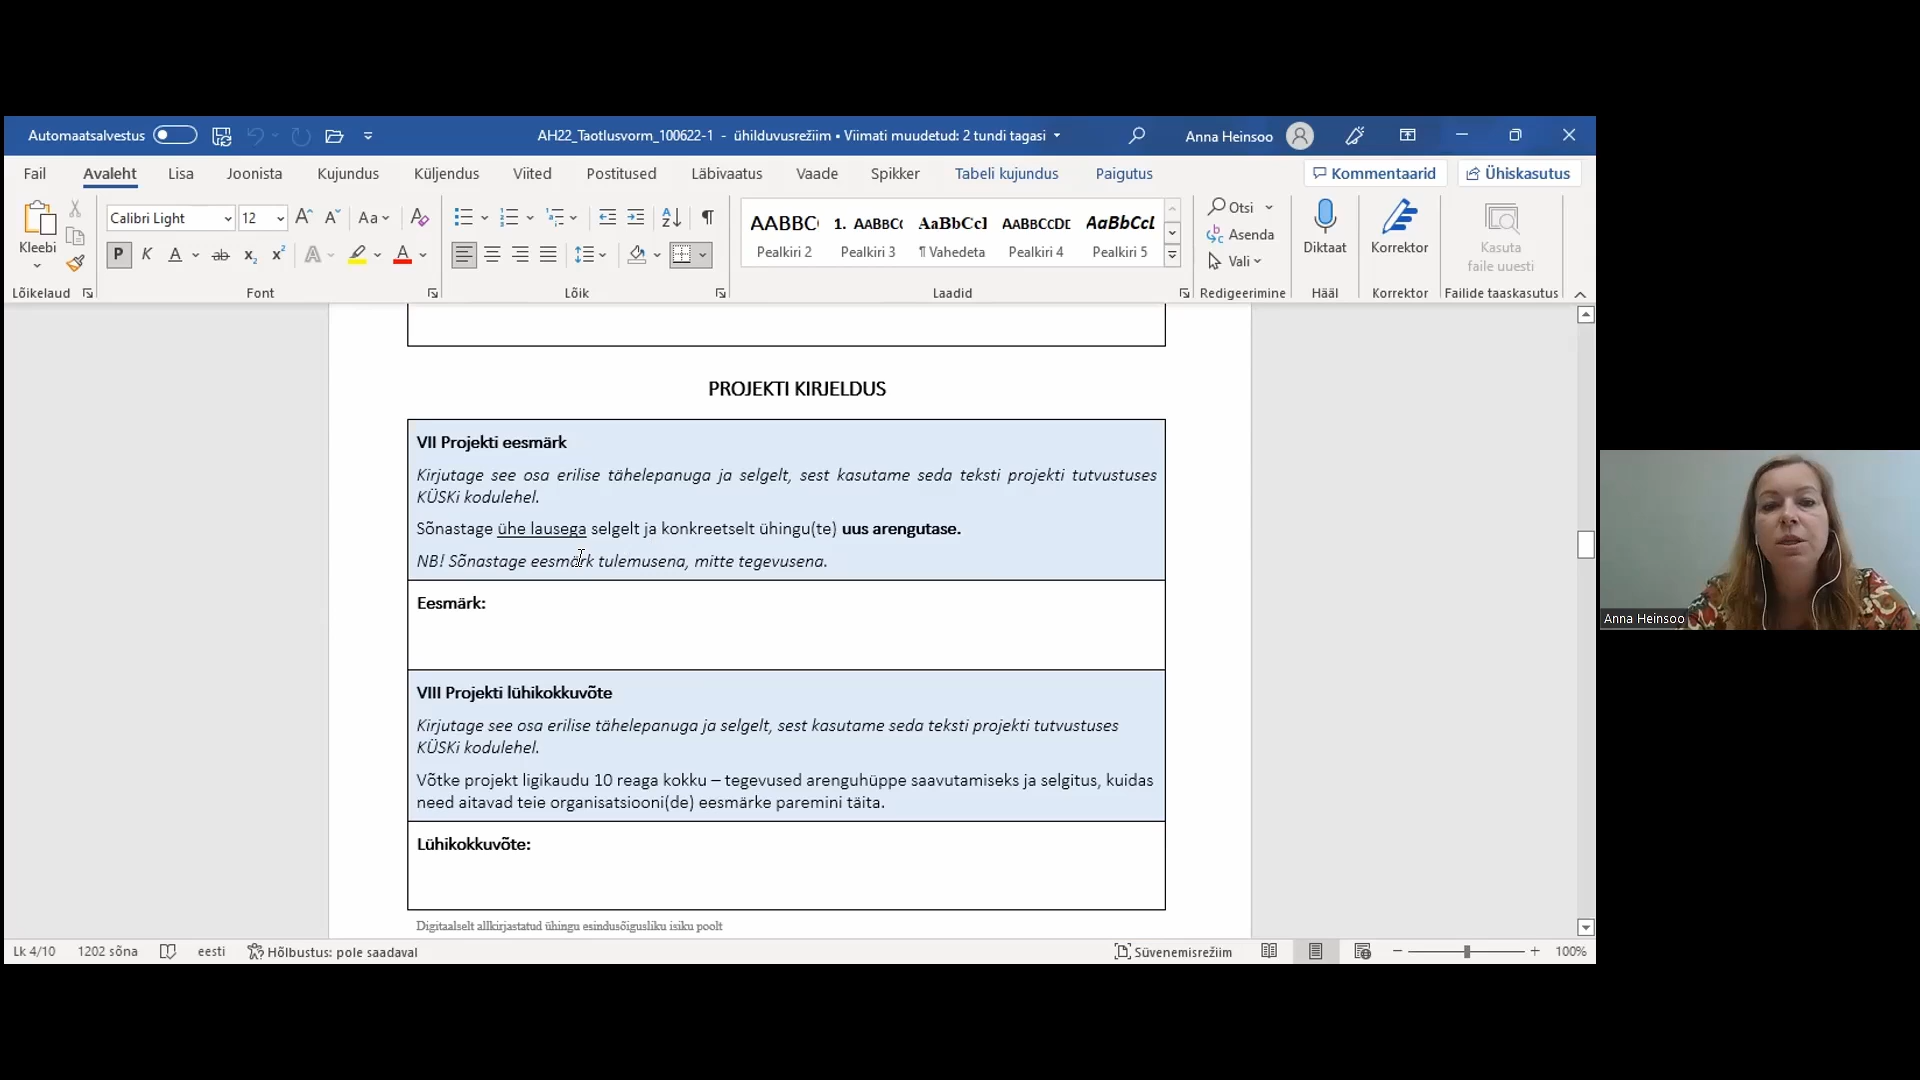 Automaatsalvestus
AH22_Taotlusvorm_100622-1 - ühilduvusrežiim • Viimati muudetud: 2 tundi tagasi
Anna Heinsoo
Fail Avaleht Lisa Joonista Kujundus Küljendus Viited Postitused Läbivaatus Vaade Spikker Tabeli kujundus Paigutus
Kommentaarid Ühiskasutus
Calibri Light 12
Kleebi
AABBC 1. AABBC AaBbCcI AABBCCDE AaBbCcL
Pealkiri 2 Pealkiri 3 ¶ Vahedeta Pealkiri 4 Pealkiri 5
Otsi
Asenda
Vali
Diktaat
Korrektor
Kasuta
faile uuesti
Lõikelaud Font Lõik Laadid Redigeerimine Hääl Korrektor Failide taaskasutus
PROJEKTI KIRJELDUS
VII Projekti eesmärk
Kirjutage see osa erilise tähelepanuga ja selgelt, sest kasutame seda teksti projekti tutvustuses
KÜSKi kodulehel.
Sõnastage ühe lausega selgelt ja konkreetselt ühingu(te) uus arengutase.
NB! Sõnastage eesmärk tulemusena, mitte tegevusena.
Eesmärk:
VIII Projekti lühikokkuvõte
Kirjutage see osa erilise tähelepanuga ja selgelt, sest kasutame seda teksti projekti tutvustuses
KÜSKi kodulehel.
Võtke projekt ligikaudu 10 reaga kokku – tegevused arenguhüppe saavutamiseks ja selgitus, kuidas
need aitavad teie organisatsiooni(de) eesmärke paremini täita.
Lühikokkuvõte:
Digitaalselt allkirjastatud ühingu esindusõigusliku isiku poolt
Lk 4/10 1202 sõna eesti Hõlbustus: pole saadaval
Süvenemisrežiim 100%
Anna Heinsoo